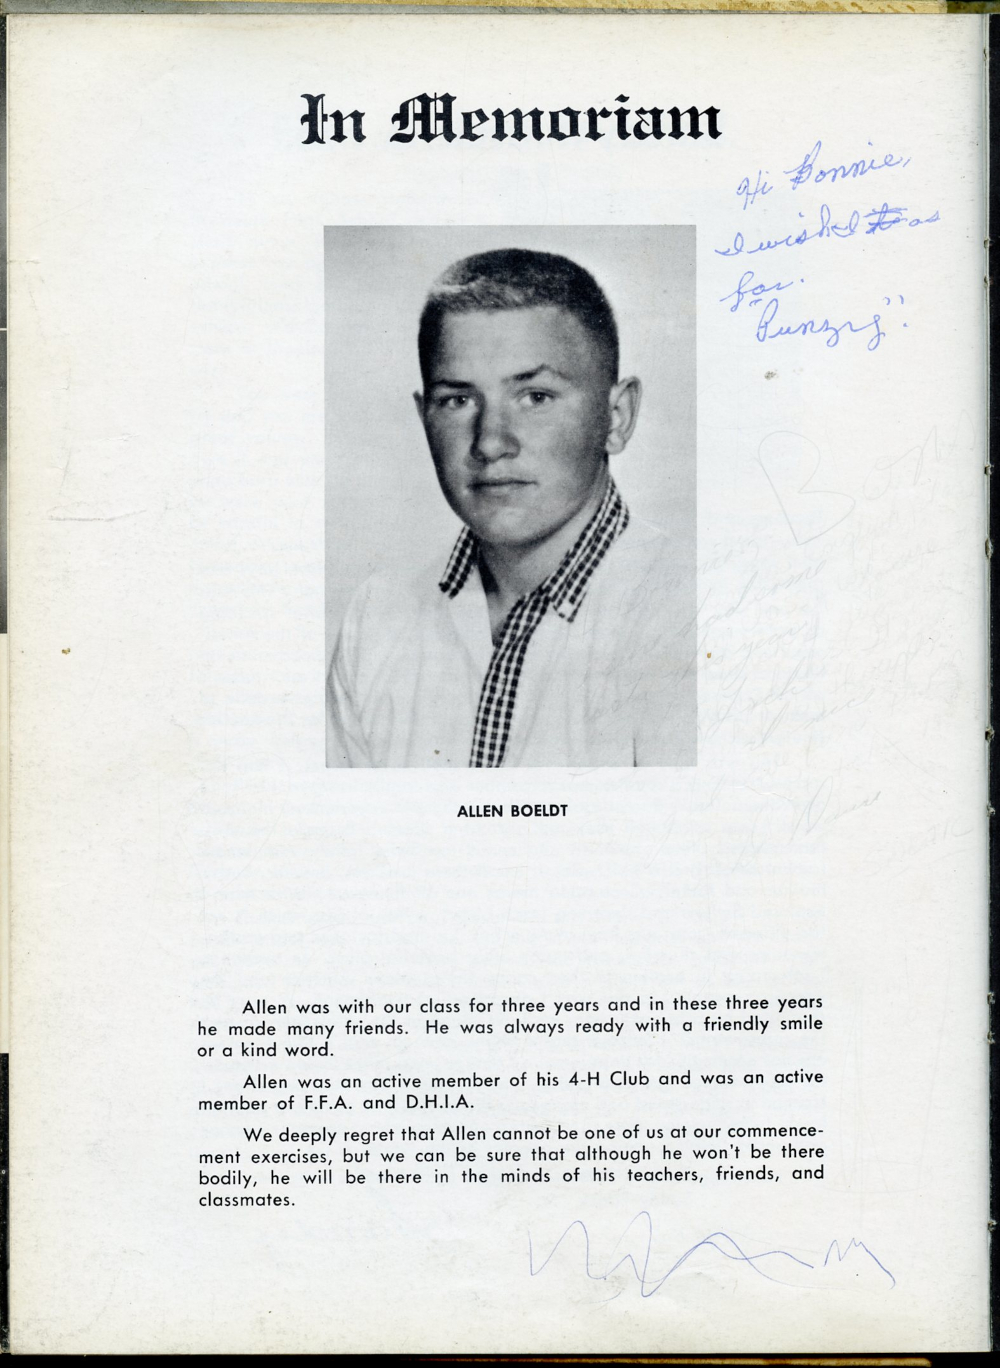 In Memoriam
Hi Bonnie,
I wish I was
far.
"Punzy".
ALLEN BOELDT
Allen was with our class for three years and in these three years
he made many friends. He was always ready with a friendly smile
or a kind word.
Allen was an active member of his 4-H Club and was an active
member of F.F.A. and D.H.I.A.
We deeply regret that Allen cannot be one of us at our commence-
ment exercises, but we can be sure that although he won't be there
bodily, he will be there in the minds of his teachers, friends, and
classmates.